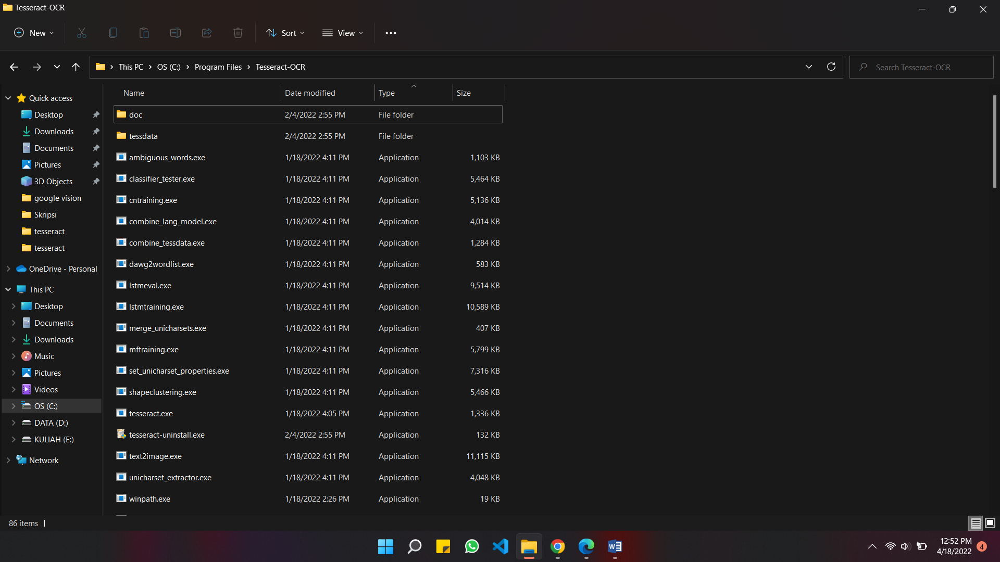 Tesseract-OCR
New
Sort
View
This PC
OS (C:)
Program Files
Tesseract-OCR
Search Tesseract-OCR
Quick access
Desktop
Downloads
Documents
Pictures
3D Objects
google vision
Skripsi
tesseract
tesseract
OneDrive - Personal
This PC
Desktop
Documents
Downloads
Music
Pictures
Videos
OS (C:)
DATA (D:)
KULIAH (E:)
Network
Name Date modified Type Size
doc 2/4/2022 2:55 PM File folder
tessdata 2/4/2022 2:55 PM File folder
ambiguous_words.exe 1/18/2022 4:11 PM Application 1,103 KB
classifier_tester.exe 1/18/2022 4:11 PM Application 5,464 KB
cntraining.exe 1/18/2022 4:11 PM Application 5,136 KB
combine_lang_model.exe 1/18/2022 4:11 PM Application 4,014 KB
combine_tessdata.exe 1/18/2022 4:11 PM Application 1,284 KB
dawg2wordlist.exe 1/18/2022 4:11 PM Application 583 KB
lstmeval.exe 1/18/2022 4:11 PM Application 9,514 KB
lstmtraining.exe 1/18/2022 4:11 PM Application 10,589 KB
merge_unicharsets.exe 1/18/2022 4:11 PM Application 407 KB
mftraining.exe 1/18/2022 4:11 PM Application 5,799 KB
set_unicharset_properties.exe 1/18/2022 4:11 PM Application 7,316 KB
shapeclustering.exe 1/18/2022 4:11 PM Application 5,466 KB
tesseract.exe 1/18/2022 4:05 PM Application 1,336 KB
tesseract-uninstall.exe 2/4/2022 2:55 PM Application 132 KB
text2image.exe 1/18/2022 4:11 PM Application 11,115 KB
unicharset_extractor.exe 1/18/2022 4:11 PM Application 4,048 KB
winpath.exe 1/18/2022 2:26 PM Application 19 KB
86 items
W
12:52 PM
4/18/2022
4